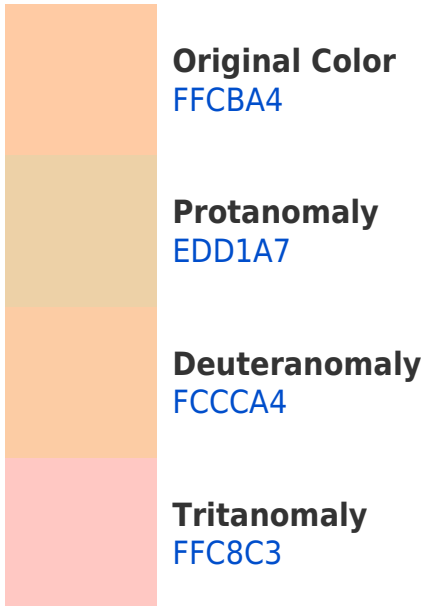 Original Color
FFCBA4
Protanomaly
EDD1A7
Deuteranomaly
FCCCA4
Tritanomaly
FFC8C3